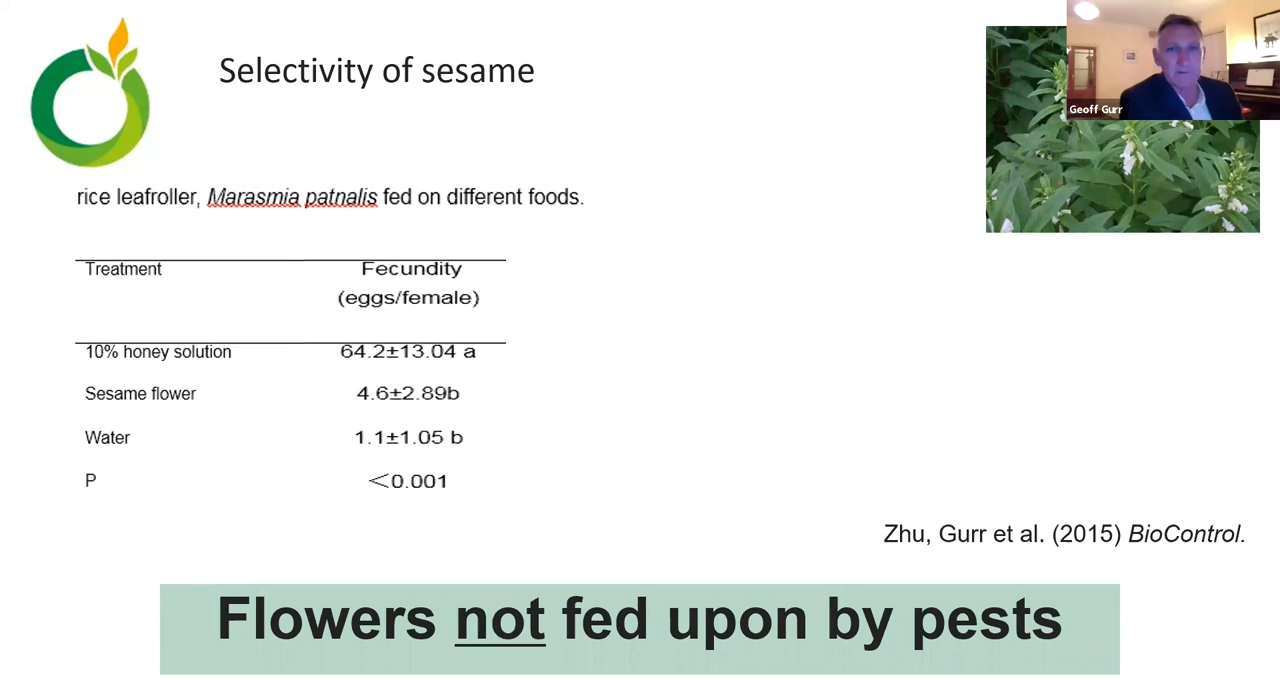 Selectivity of sesame
Geoff Gurr
rice leafroller, Marasmia patnalis fed on different foods.
Treatment Fecundity
(eggs/female)
10% honey solution 64.2±13.04 a
Sesame flower 4.6±2.89b
Water 1.1±1.05 b
P <0.001
Zhu, Gurr et al. (2015) BioControl.
Flowers not fed upon by pests